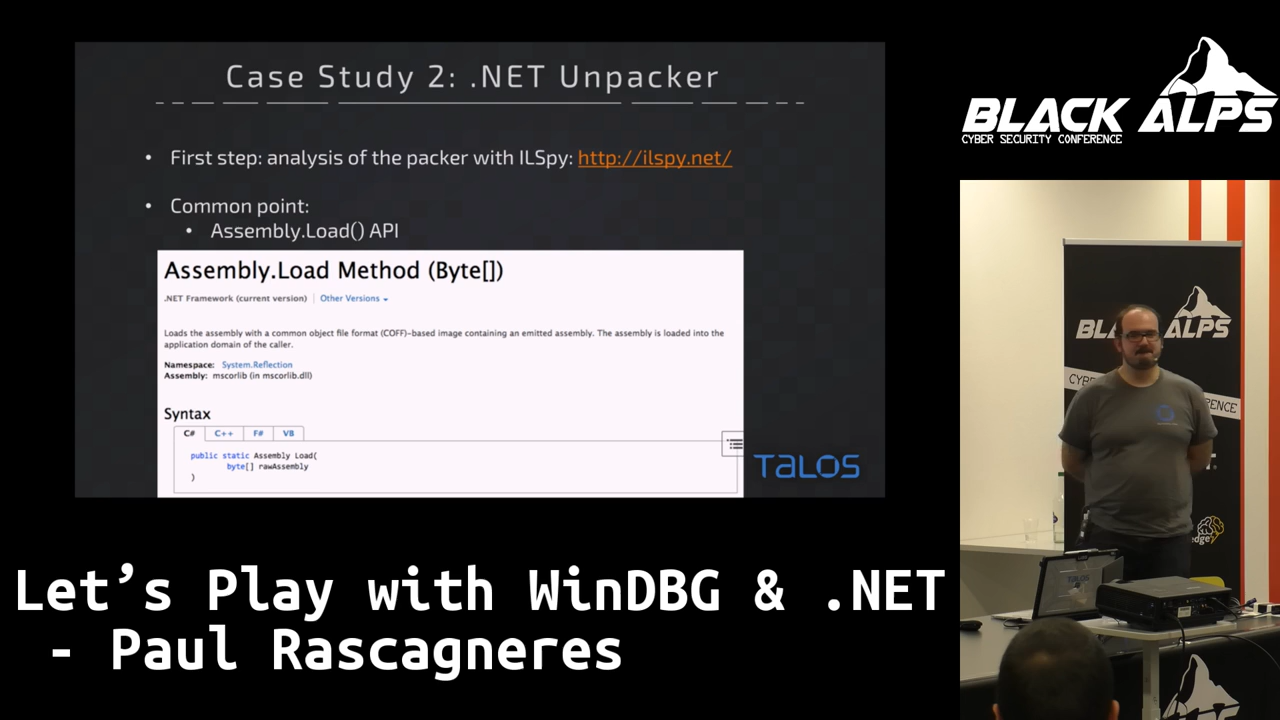 Case Study 2: .NET Unpacker
• First step: analysis of the packer with ILSpy: http://ilspy.net/
• Common point:
• Assembly.Load() API
Assembly.Load Method (Byte[])
.NET Framework (current version) | Other Versions
Loads the assembly with a common object file format (COFF)-based image containing an emitted assembly. The assembly is loaded into the
application domain of the caller.
Namespace: System.Reflection
Assembly: mscorlib (in mscorlib.dll)
Syntax
C# C++ F# VB
public static Assembly Load(
byte[] rawAssembly
)
TALOS
BLACK ALPS
CYBER SECURITY CONFERENCE
BLACK ALPS
TALOS
Let's Play with WinDBG & .NET
- Paul Rascagneres